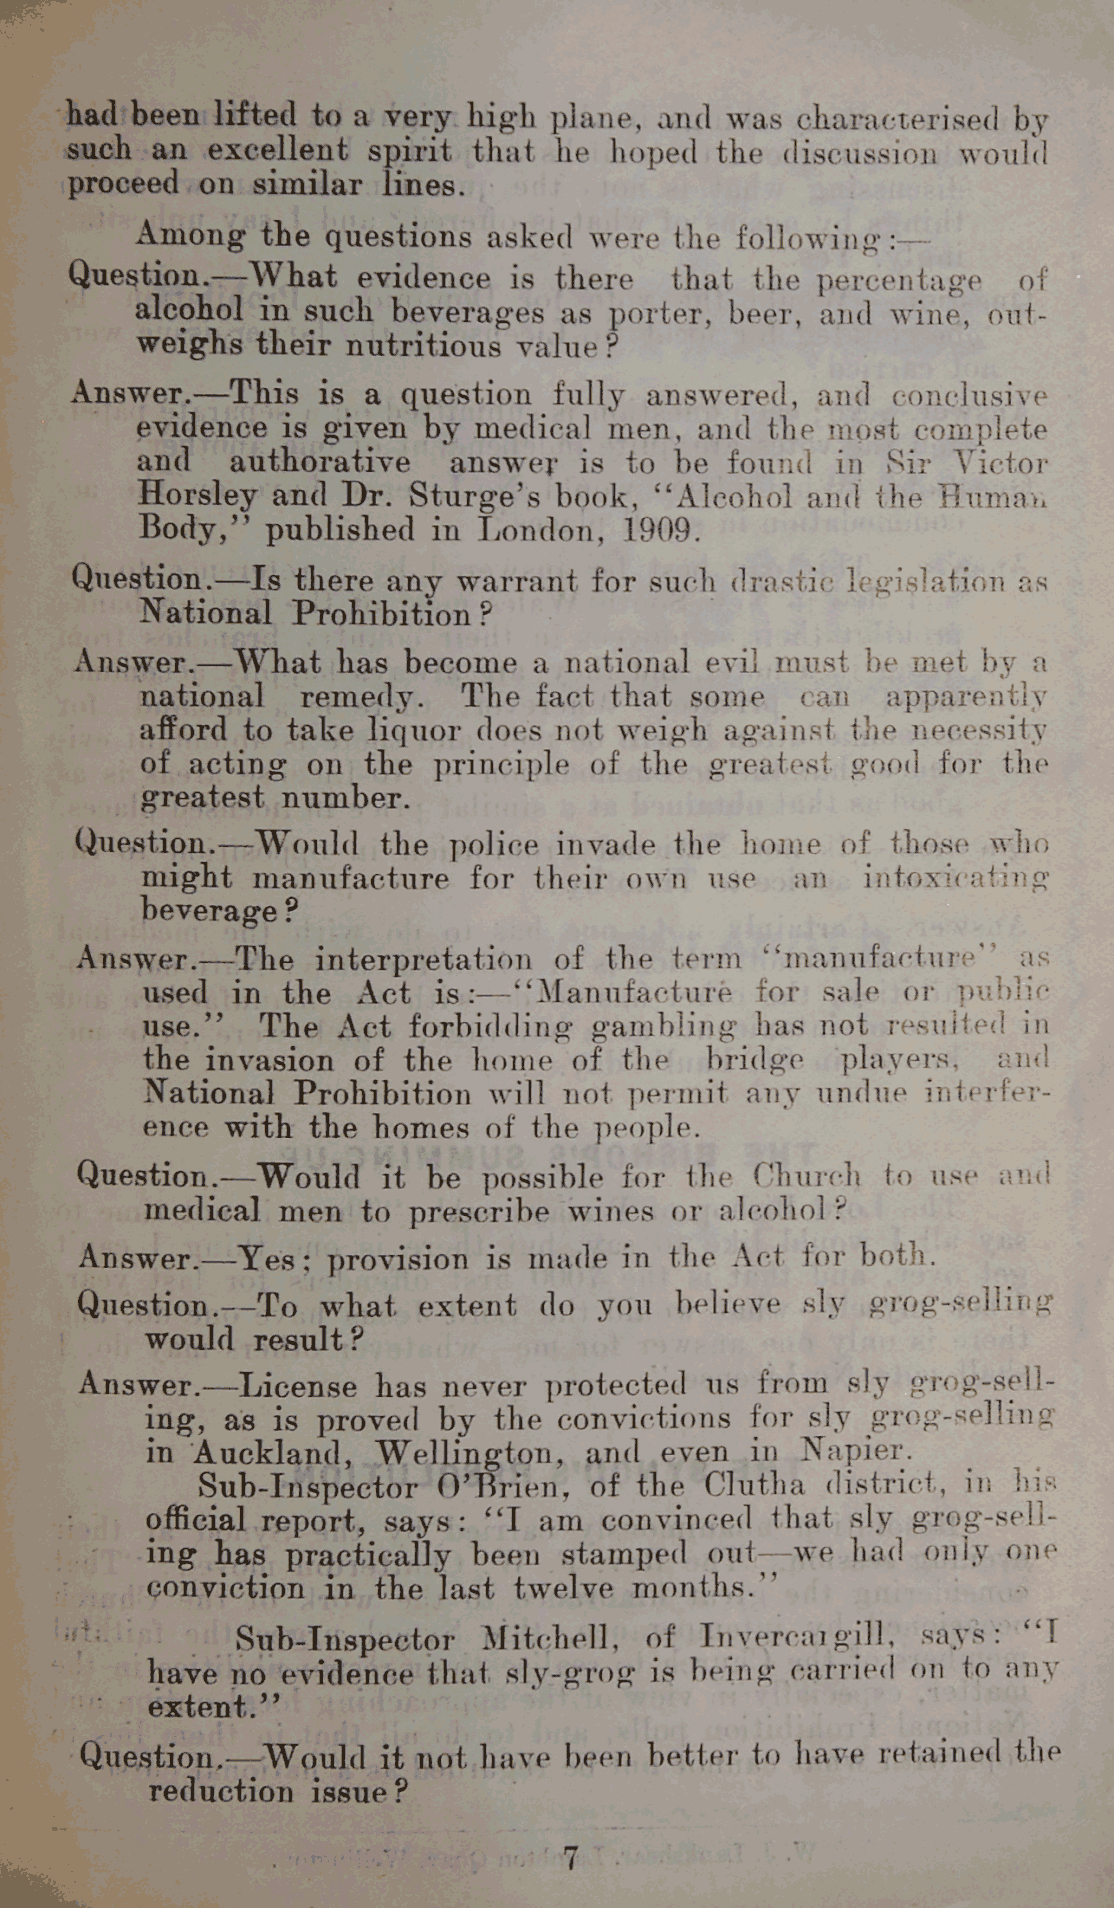 had been lifted to a very high plane, and was characterised by
such an excellent spirit that he hoped the discussion would
proceed on similar lines.
Among the questions asked were the following:—
Question.—What evidence is there that the percentage of
alcohol in such beverages as porter, beer, and wine, out-
weighs their nutritious value?
Answer.—This is a question fully answered, and conclusive
evidence is given by medical men, and the most complete
and authorative answer is to be found in Sir Victor
Horsley and Dr. Sturge's book, "Alcohol and the Human
Body," published in London, 1909.
Question.—Is there any warrant for such drastic legislation as
National Prohibition?
Answer.—What has become a national evil must be met by a
national remedy. The fact that some can apparently
afford to take liquor does not weigh against the necessity
of acting on the principle of the greatest good for the
greatest number.
Question.—Would the police invade the home of those who
might manufacture for their own use an intoxicating
beverage?
Answer.—The interpretation of the term "manufacture" as
used in the Act is:—"Manufacture for sale or public
use." The Act forbidding gambling has not resulted in
the invasion of the home of the bridge players, and
National Prohibition will not permit any undue interfer-
ence with the homes of the people.
Question.—Would it be possible for the Church to use and
medical men to prescribe wines or alcohol?
Answer.—Yes; provision is made in the Act for both.
Question.—To what extent do you believe sly grog-selling
would result?
Answer.—License has never protected us from sly grog-sell-
ing, as is proved by the convictions for sly grog-selling
in Auckland, Wellington, and even in Napier.
Sub-Inspector O'Brien, of the Clutha district, in his
official report, says: "I am convinced that sly grog-sell-
ing has practically been stamped out—we had only one
conviction in the last twelve months."
Sub-Inspector Mitchell, of Invercargill, says: "I
have no evidence that sly-grog is being carried on to any
extent."
Question.—Would it not have been better to have retained the
reduction issue?
7